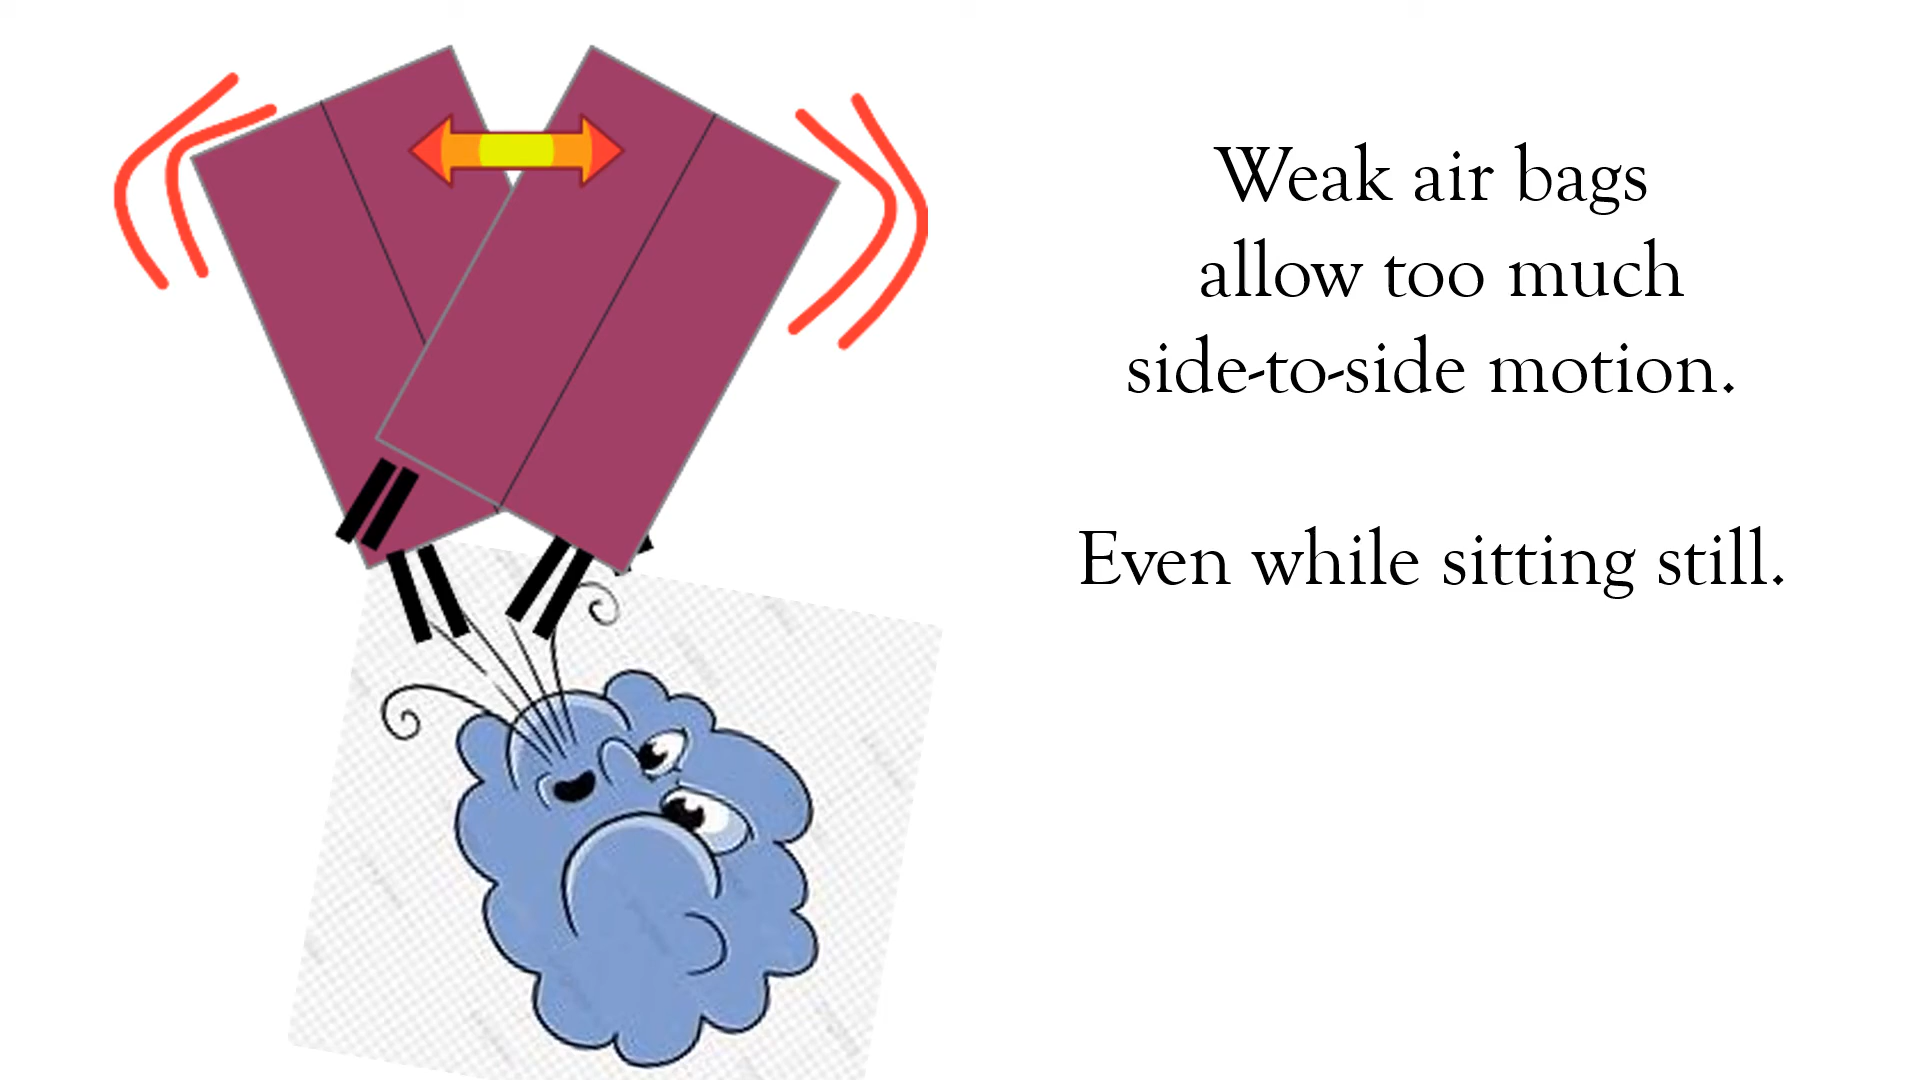 Weak air bags
allow too much
side-to-side motion.
Even while sitting still.